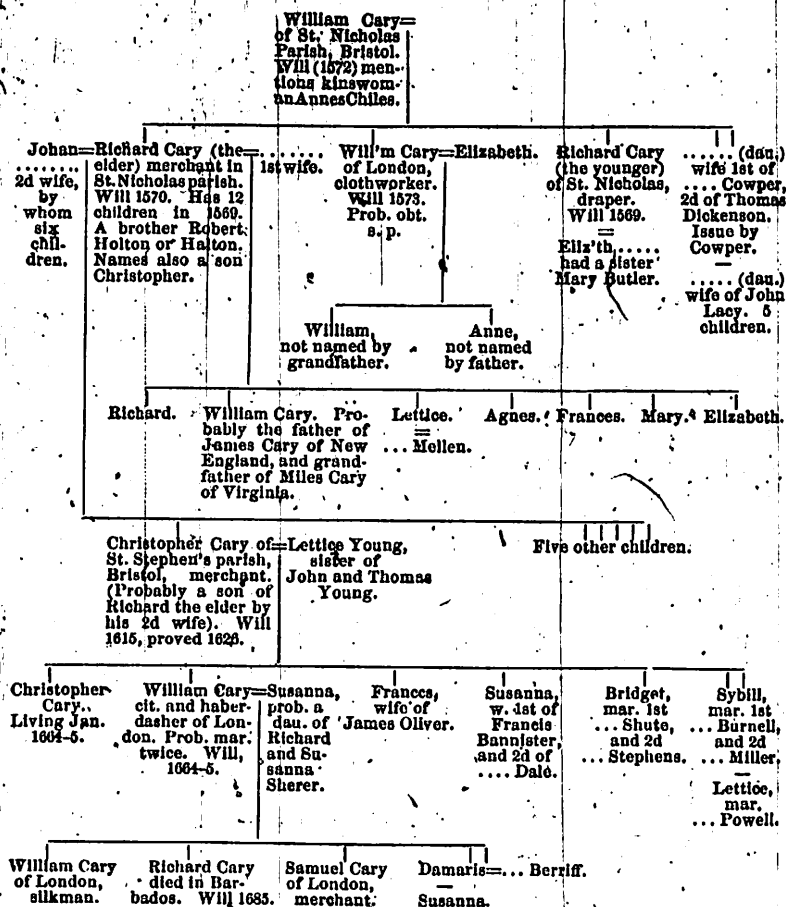 William Cary=
of St. Nicholas
Parish, Bristol.
Will (1572) men-
tions kinswom-
an Annes Chiles.
Johan=
........
2d wife,
by
whom
six
chil-
dren.
Richard Cary (the=
elder) merchant in
St. Nicholas parish.
Will 1570. Has 12
children in 1569.
A brother Robert
Holton or Halton.
Names also a son
Christopher.
.......
1st wife.
Will'm Cary=Elizabeth.
of London,
clothworker.
Will 1573.
Prob. obt.
s. p.
Richard Cary
(the younger)
of St. Nicholas,
draper.
Will 1569.
=
Eliz'th.....
had a sister
Mary Butler.
...... (dau.)
wife 1st of
.... Cowper,
2d of Thomas
Dickenson.
Issue by
Cowper.
—
..... (dau.)
wife of John
Lacy. 5
children.
William,
not named by
grandfather.
Anne,
not named
by father.
Richard.
William Cary. Pro-
bably the father of
James Cary of New
England, and grand-
father of Miles Cary
of Virginia.
Lettice.
=
... Mellen.
Agnes.
Frances.
Mary.
Elizabeth.
Christopher Cary of=
St. Stephen's parish,
Bristol, merchant.
(Probably a son of
Richard the elder by
his 2d wife). Will
1615, proved 1626.
Lettice Young,
sister of
John and Thomas
Young.
Five other children.
Christopher
Cary.
Living Jan.
1664-5.
William Cary=
cit. and haber-
dasher of Lon-
don. Prob. mar.
twice. Will,
1664-5.
Susanna,
prob. a
dau. of
Richard
and Su-
sanna
Sherer.
Frances,
wife of
James Oliver.
Susanna,
w. 1st of
Francis
Bannister,
and 2d of
.... Dale.
Bridget,
mar. 1st
... Shute,
and 2d
... Stephens.
Sybill,
mar. 1st
... Burnell,
and 2d
... Miller.
—
Lettice,
mar.
... Powell.
William Cary
of London,
silkman.
Richard Cary
died in Bar-
bados. Will 1685.
Samuel Cary
of London,
merchant.
Damaris=... Berriff.
—
Susanna.